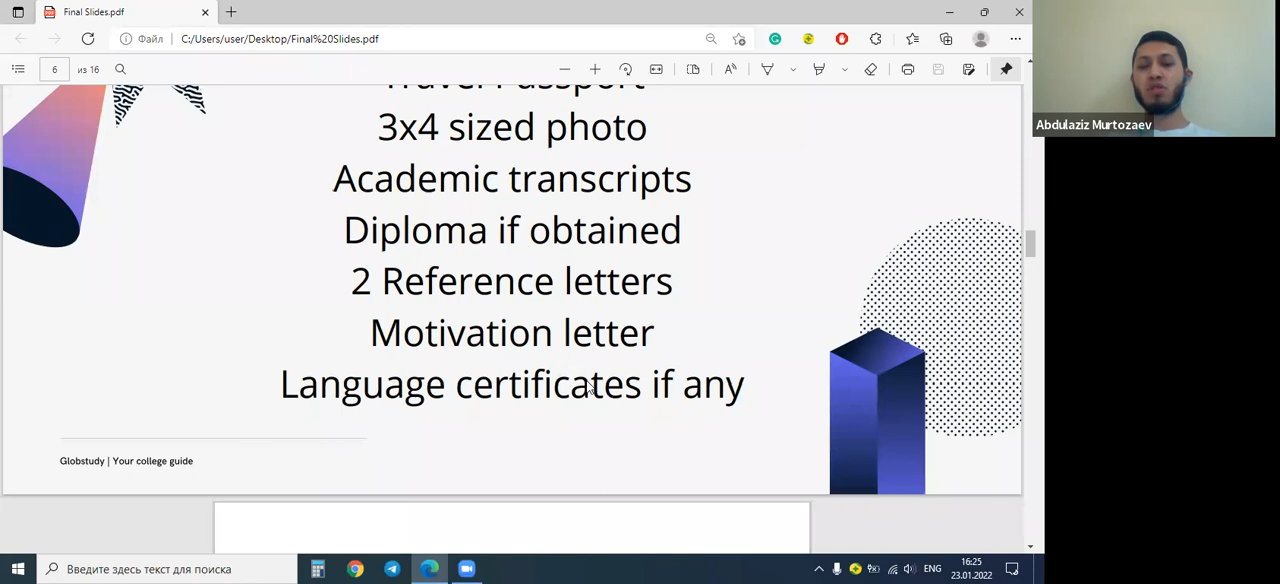 Final Slides.pdf
Файл
C:/Users/user/Desktop/Final%20Slides.pdf
6
из 16
Travel Passport
3x4 sized photo
Academic transcripts
Diploma if obtained
2 Reference letters
Motivation letter
Language certificates if any
Globstudy | Your college guide
Abdulaziz Murtozaev
Введите здесь текст для поиска
ENG
16:25
23.01.2022